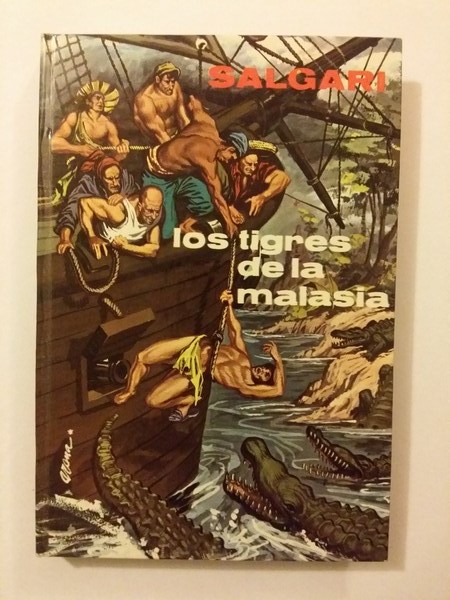 SALGARI
los tigres
de la
malasia